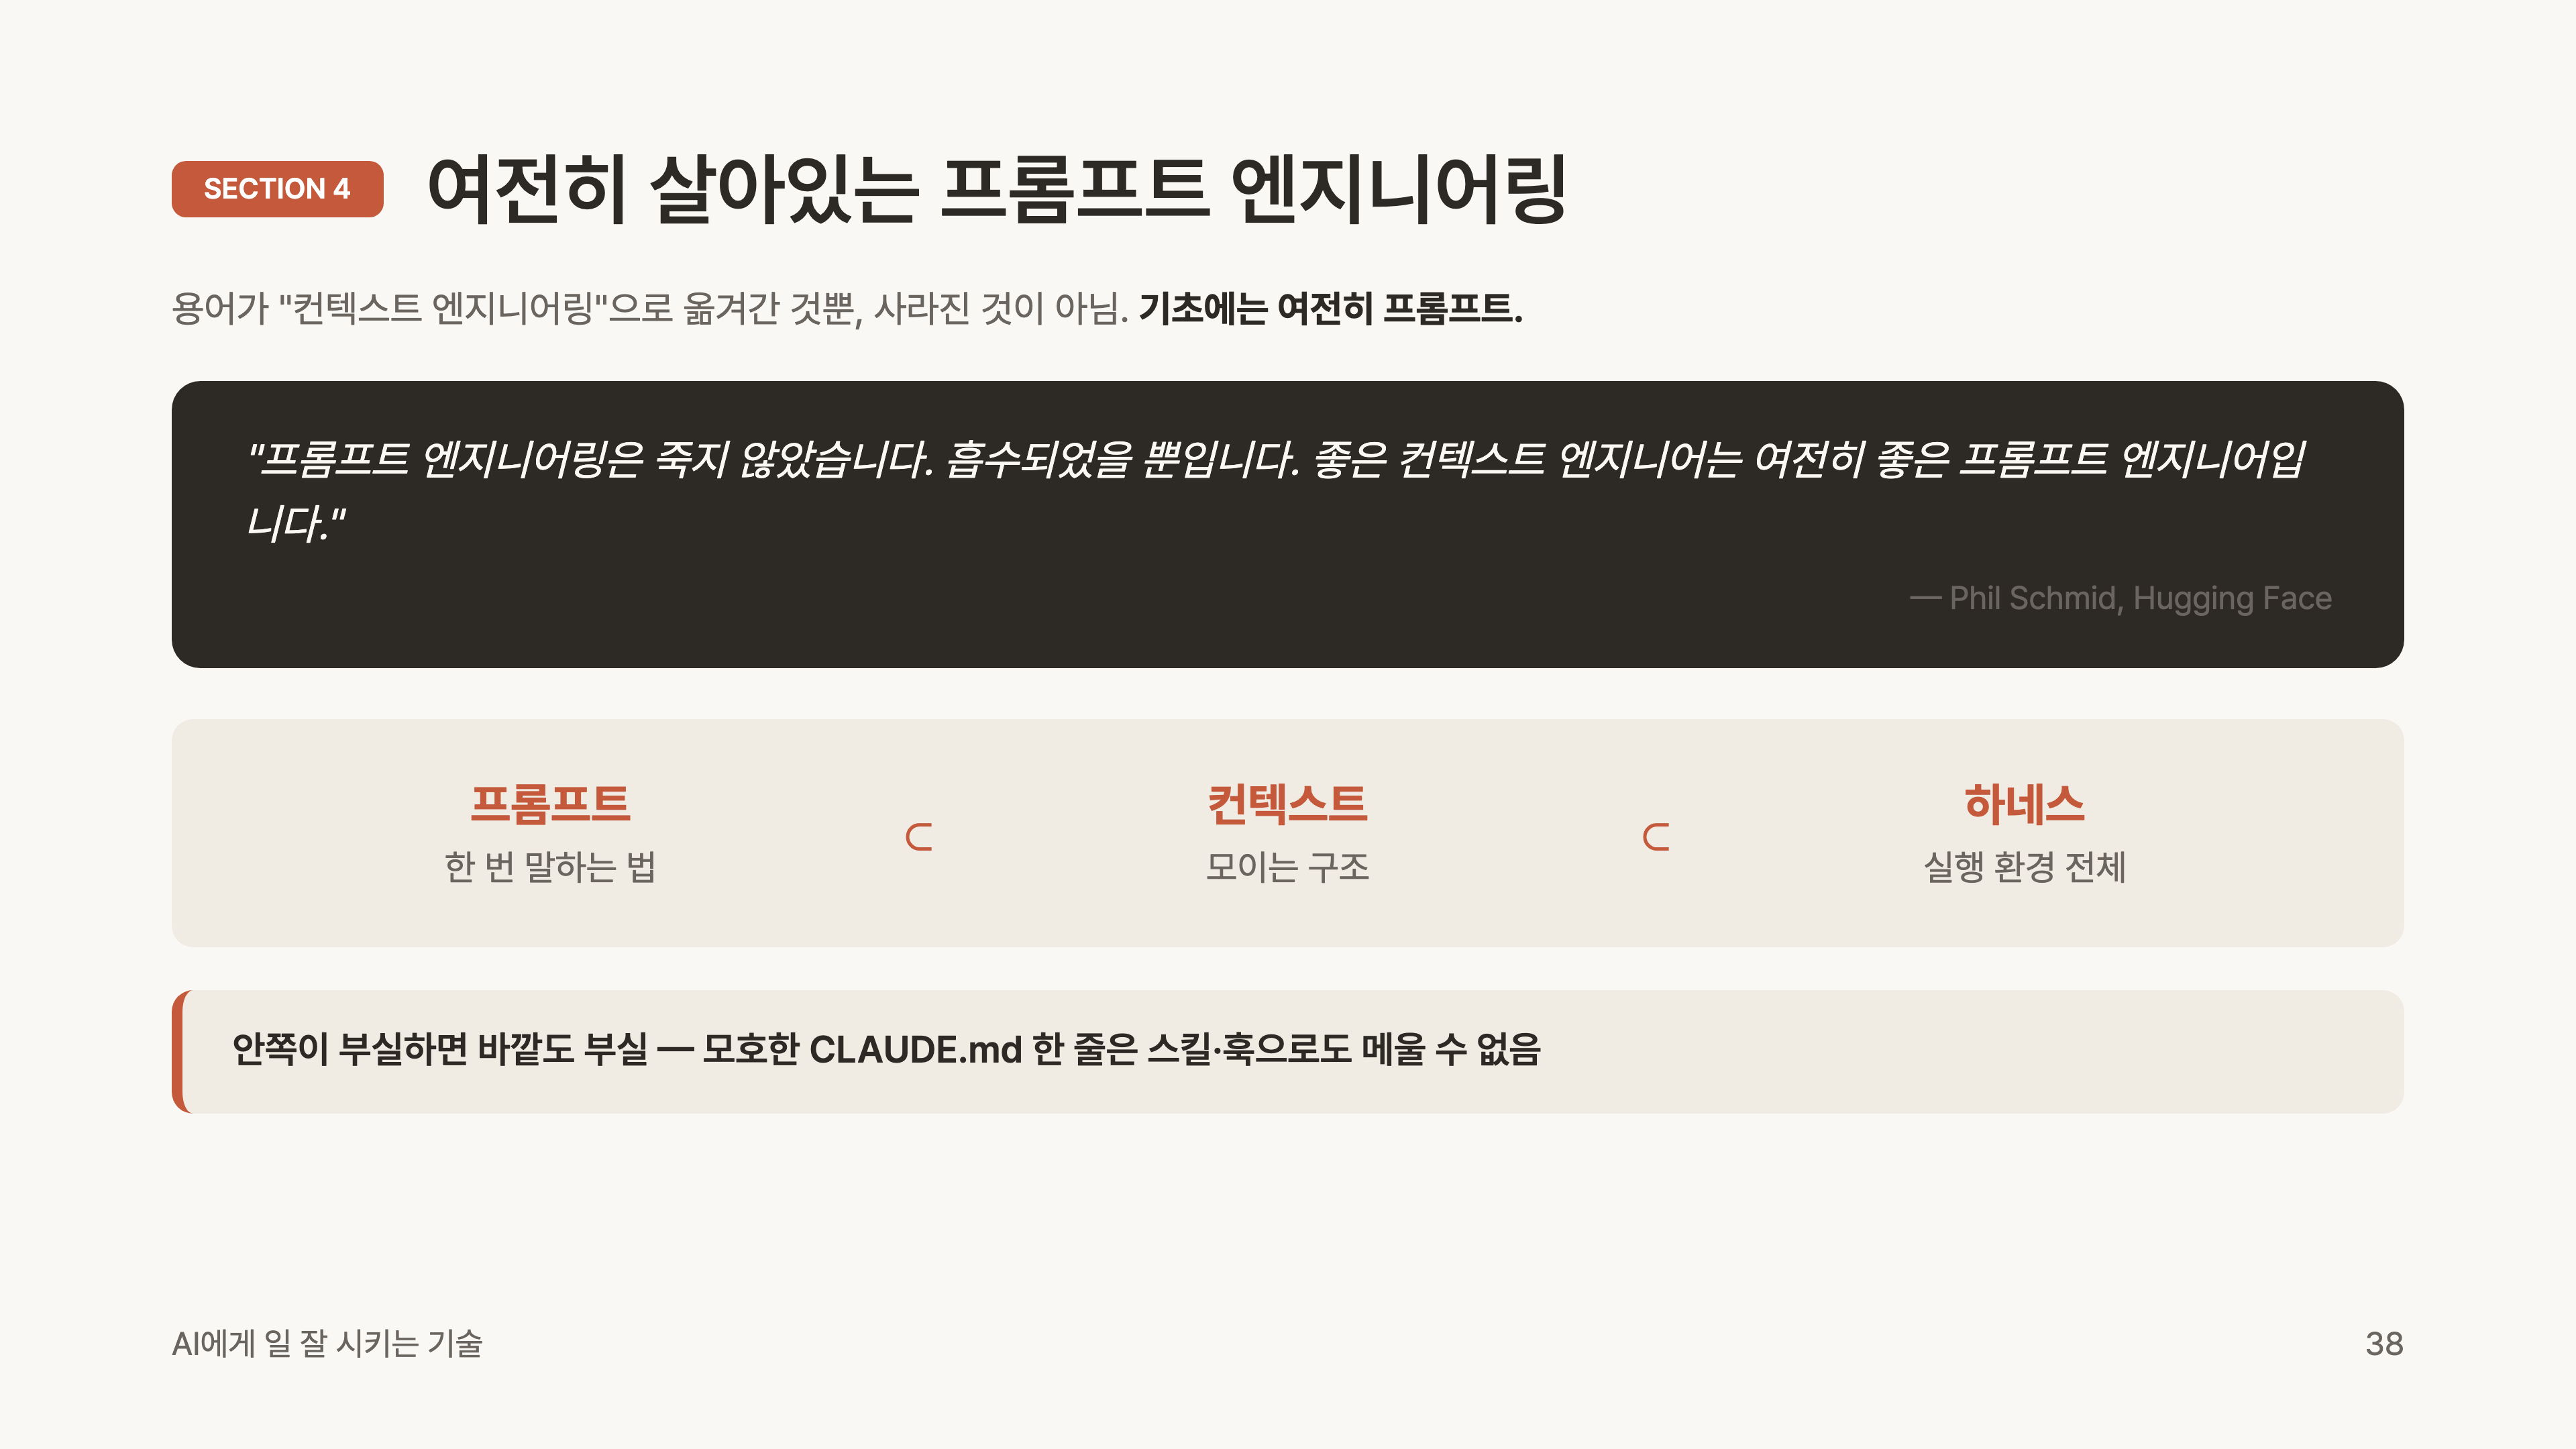 SECTION 4 여전히 살아있는 프롬프트 엔지니어링
용어가 "컨텍스트 엔지니어링"으로 옮겨간 것뿐, 사라진 것이 아님. 기초에는 여전히 프롬프트.
"프롬프트 엔지니어링은 죽지 않았습니다. 흡수되었을 뿐입니다. 좋은 컨텍스트 엔지니어는 여전히 좋은 프롬프트 엔지니어입
니다."
— Phil Schmid, Hugging Face
프롬프트
한 번 말하는 법
⊂
컨텍스트
모이는 구조
⊂
하네스
실행 환경 전체
안쪽이 부실하면 바깥도 부실 — 모호한 CLAUDE.md 한 줄은 스킬·훅으로도 메울 수 없음
AI에게 일 잘 시키는 기술
38